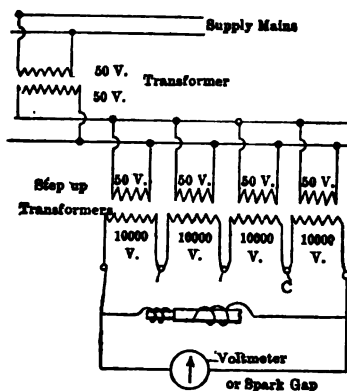 Supply Mains
50 V.
Transformer
50 V.
50 V. 50 V. 50 V. 50 V.
Step up
Transformers
10000 10000 10000 10000
V. V. V. V.
C
Voltmeter
or Spark Gap